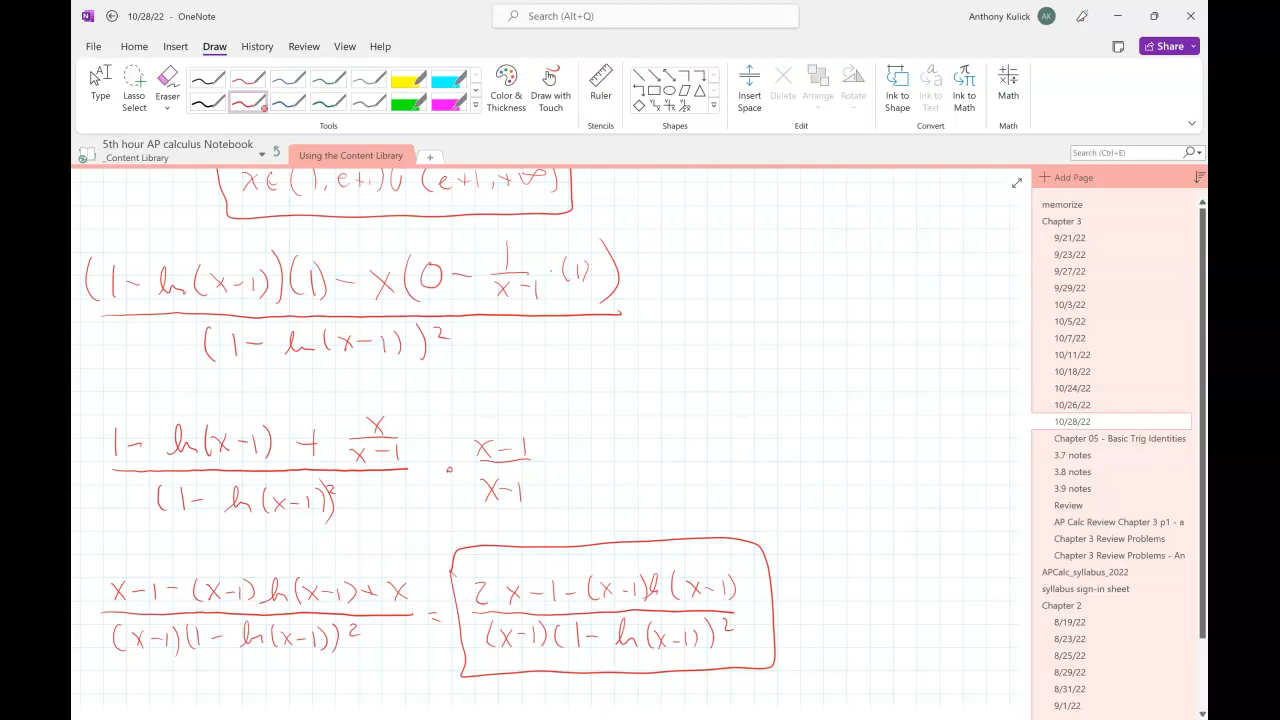 10/28/22 - OneNote
Search (Alt+Q)
Anthony Kulick
AK
File Home Insert Draw History Review View Help
Share
Type
Lasso Select
Eraser
Color & Thickness
Draw with Touch
Ruler
Insert Space
Delete
Arrange
Rotate
Ink to Shape
Ink to Text
Ink to Math
Math
Tools
Stencils
Shapes
Edit
Convert
Math
5th hour AP calculus Notebook
_Content Library
Using the Content Library
+
Search (Ctrl+E)
x ∈ (1, e+1) ∪ (e+1, +∞)
(1 - ln(x-1))(1) - x(0 - 1/(x-1) · (1))
(1 - ln(x-1))²
1 - ln(x-1) + x/(x-1)
(1 - ln(x-1))²
· (x-1)/(x-1)
x-1-(x-1)ln(x-1)+x
(x-1)(1 - ln(x-1))²
=
2x-1-(x-1)ln(x-1)
(x-1)(1 - ln(x-1))²
Add Page
memorize
Chapter 3
9/21/22
9/23/22
9/27/22
9/29/22
10/3/22
10/5/22
10/7/22
10/11/22
10/18/22
10/24/22
10/26/22
10/28/22
Chapter 05 - Basic Trig Identities
3.7 notes
3.8 notes
3.9 notes
Review
AP Calc Review Chapter 3 p1 - a
Chapter 3 Review Problems
Chapter 3 Review Problems - An
APCalc_syllabus_2022
syllabus sign-in sheet
Chapter 2
8/19/22
8/23/22
8/25/22
8/29/22
8/31/22
9/1/22